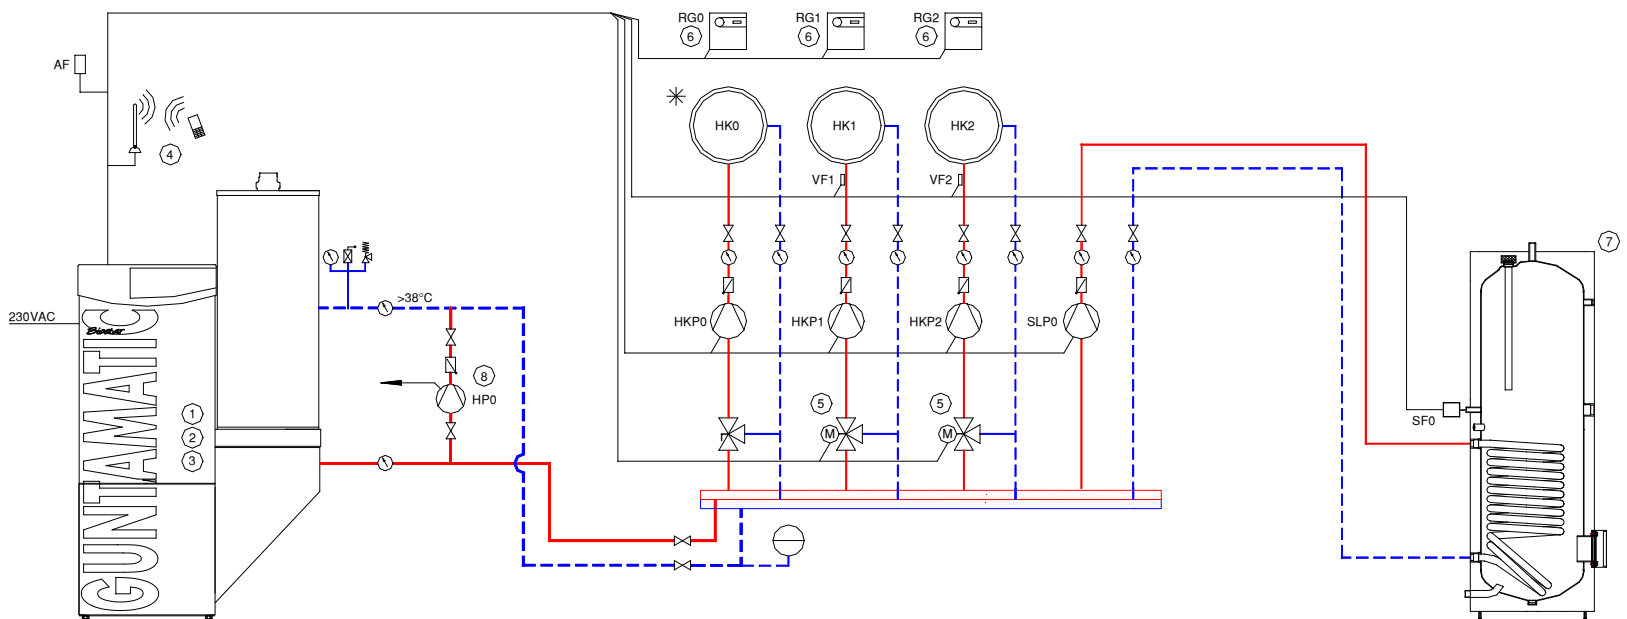 RG0
RG1
RG2
6
6
6
AF
HK0
HK1
HK2
4
VF1
VF2
7
>38°C
230VAC
Biostar
HKP0
HKP1
HKP2
SLP0
8
HP0
5
5
1
2
3
M
M
SF0
GUNTAMATIC